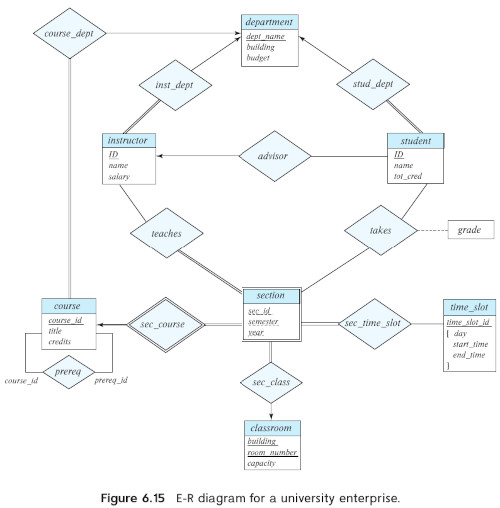 department
course_dept
dept_name
building
budget
inst_dept
stud_dept
instructor
ID
name
salary
advisor
student
ID
name
tot_cred
teaches
takes
grade
section
sec_id
semester
year
course
course_id
title
credits
sec_course
sec_time_slot
time_slot
time_slot_id
{ day
start_time
end_time
}
prereq
course_id
prereq_id
sec_class
classroom
building
room_number
capacity
Figure 6.15 E-R diagram for a university enterprise.